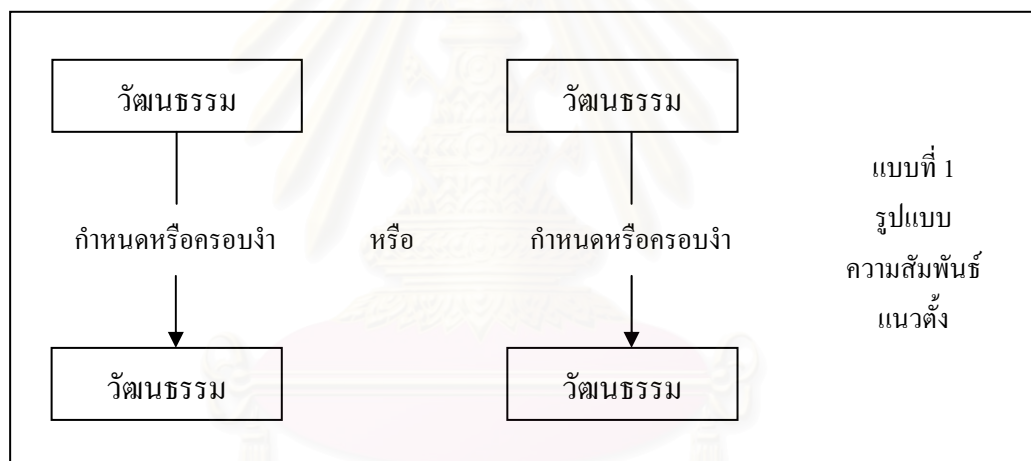 วัฒนธรรม
กำหนดหรือครอบงำ
วัฒนธรรม
หรือ
วัฒนธรรม
กำหนดหรือครอบงำ
วัฒนธรรม
แบบที่ 1
รูปแบบ
ความสัมพันธ์
แนวตั้ง